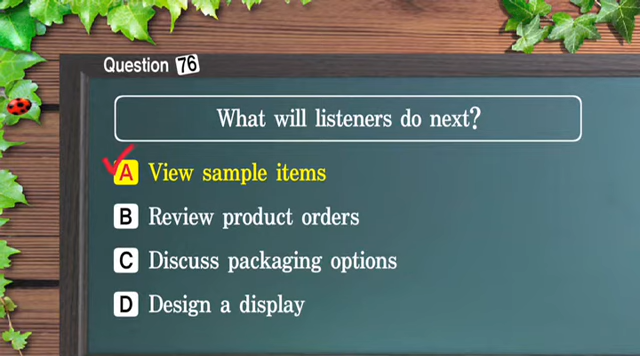 Question 76
What will listeners do next?
A View sample items
B Review product orders
C Discuss packaging options
D Design a display